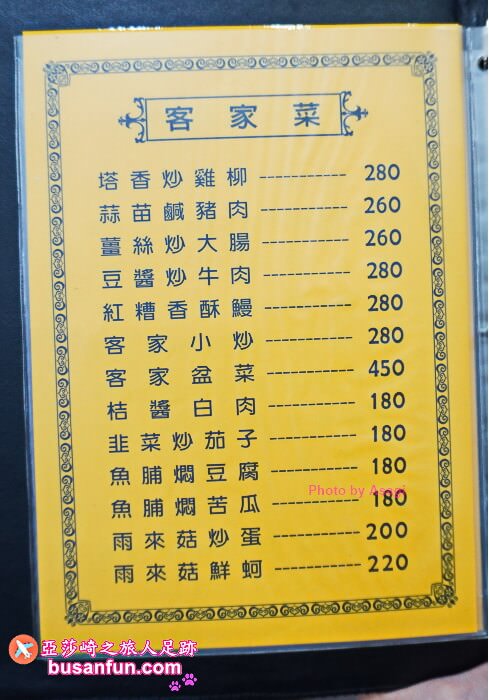 客家菜
塔香炒雞柳 ------------ 280
蒜苗鹹豬肉 ------------ 260
薑絲炒大腸 ------------ 260
豆醬炒牛肉 ------------ 280
紅糟香酥鰻 ------------ 280
客家小炒 ------------ 280
客家盆菜 ------------ 450
桔醬白肉 ------------ 180
韭菜炒茄子 ------------ 180
魚脯燜豆腐 ------------ 180
Photo by Asagi
魚脯燜苦瓜 ------------ 180
雨來菇炒蛋 ------------ 200
雨來菇鮮蚵 ------------ 220
亞莎崎之旅人足跡
busanfun.com